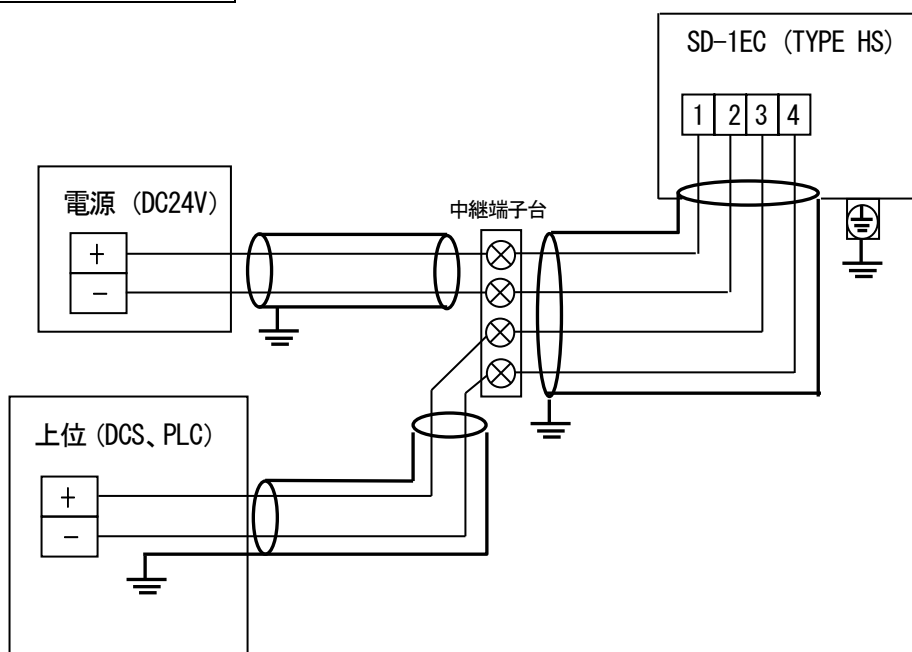 SD-1EC (TYPE HS)
1 2 3 4
電源 (DC24V)
+
-
中継端子台
上位 (DCS、PLC)
+
-